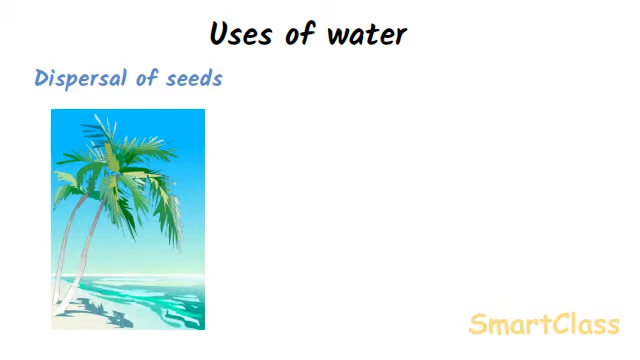 Uses of water
Dispersal of seeds
SmartClass